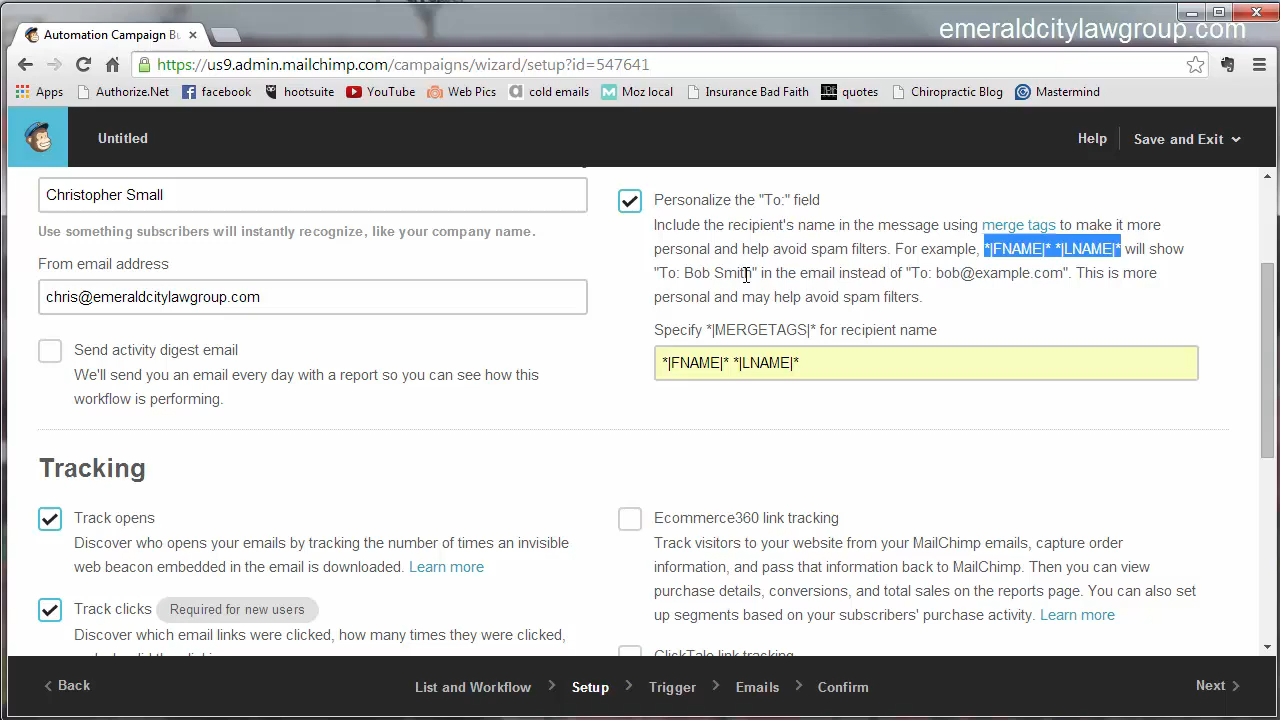 emeraldcitylawgroup.com
Automation Campaign Bu
https://us9.admin.mailchimp.com/campaigns/wizard/setup?id=547641
Apps Authorize.Net facebook hootsuite YouTube Web Pics cold emails Moz local Insurance Bad Faith quotes Chiropractic Blog Mastermind
Untitled Help Save and Exit
Christopher Small
Use something subscribers will instantly recognize, like your company name.
From email address
chris@emeraldcitylawgroup.com
Send activity digest email
We'll send you an email every day with a report so you can see how this
workflow is performing.
Personalize the "To:" field
Include the recipient's name in the message using merge tags to make it more
personal and help avoid spam filters. For example, *|FNAME|* *|LNAME|* will show
"To: Bob Smith" in the email instead of "To: bob@example.com". This is more
personal and may help avoid spam filters.
Specify *|MERGETAGS|* for recipient name
*|FNAME|* *|LNAME|*
Tracking
Track opens
Discover who opens your emails by tracking the number of times an invisible
web beacon embedded in the email is downloaded. Learn more
Track clicks Required for new users
Discover which email links were clicked, how many times they were clicked,
Ecommerce360 link tracking
Track visitors to your website from your MailChimp emails, capture order
information, and pass that information back to MailChimp. Then you can view
purchase details, conversions, and total sales on the reports page. You can also set
up segments based on your subscribers' purchase activity. Learn more
ClickTale link tracking
Back List and Workflow Setup Trigger Emails Confirm Next